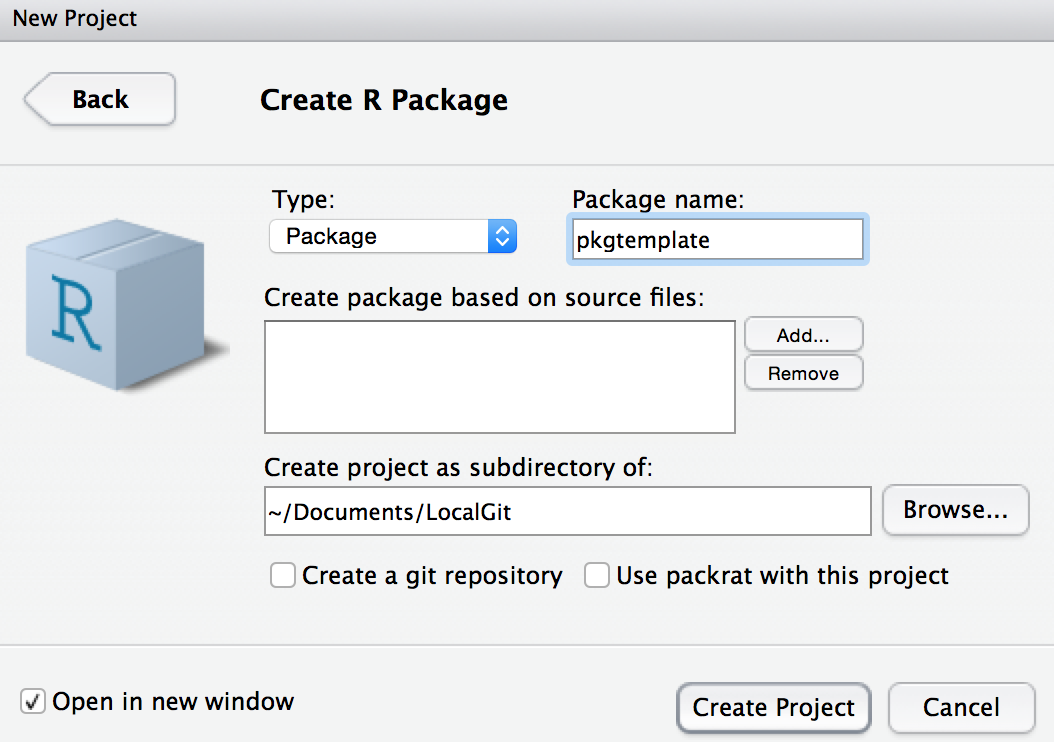 New Project
Back
Create R Package
R
Type:
Package name:
Package
pkgtemplate
Create package based on source files:
Add...
Remove
Create project as subdirectory of:
~/Documents/LocalGit
Browse...
Create a git repository
Use packrat with this project
Open in new window
Create Project
Cancel